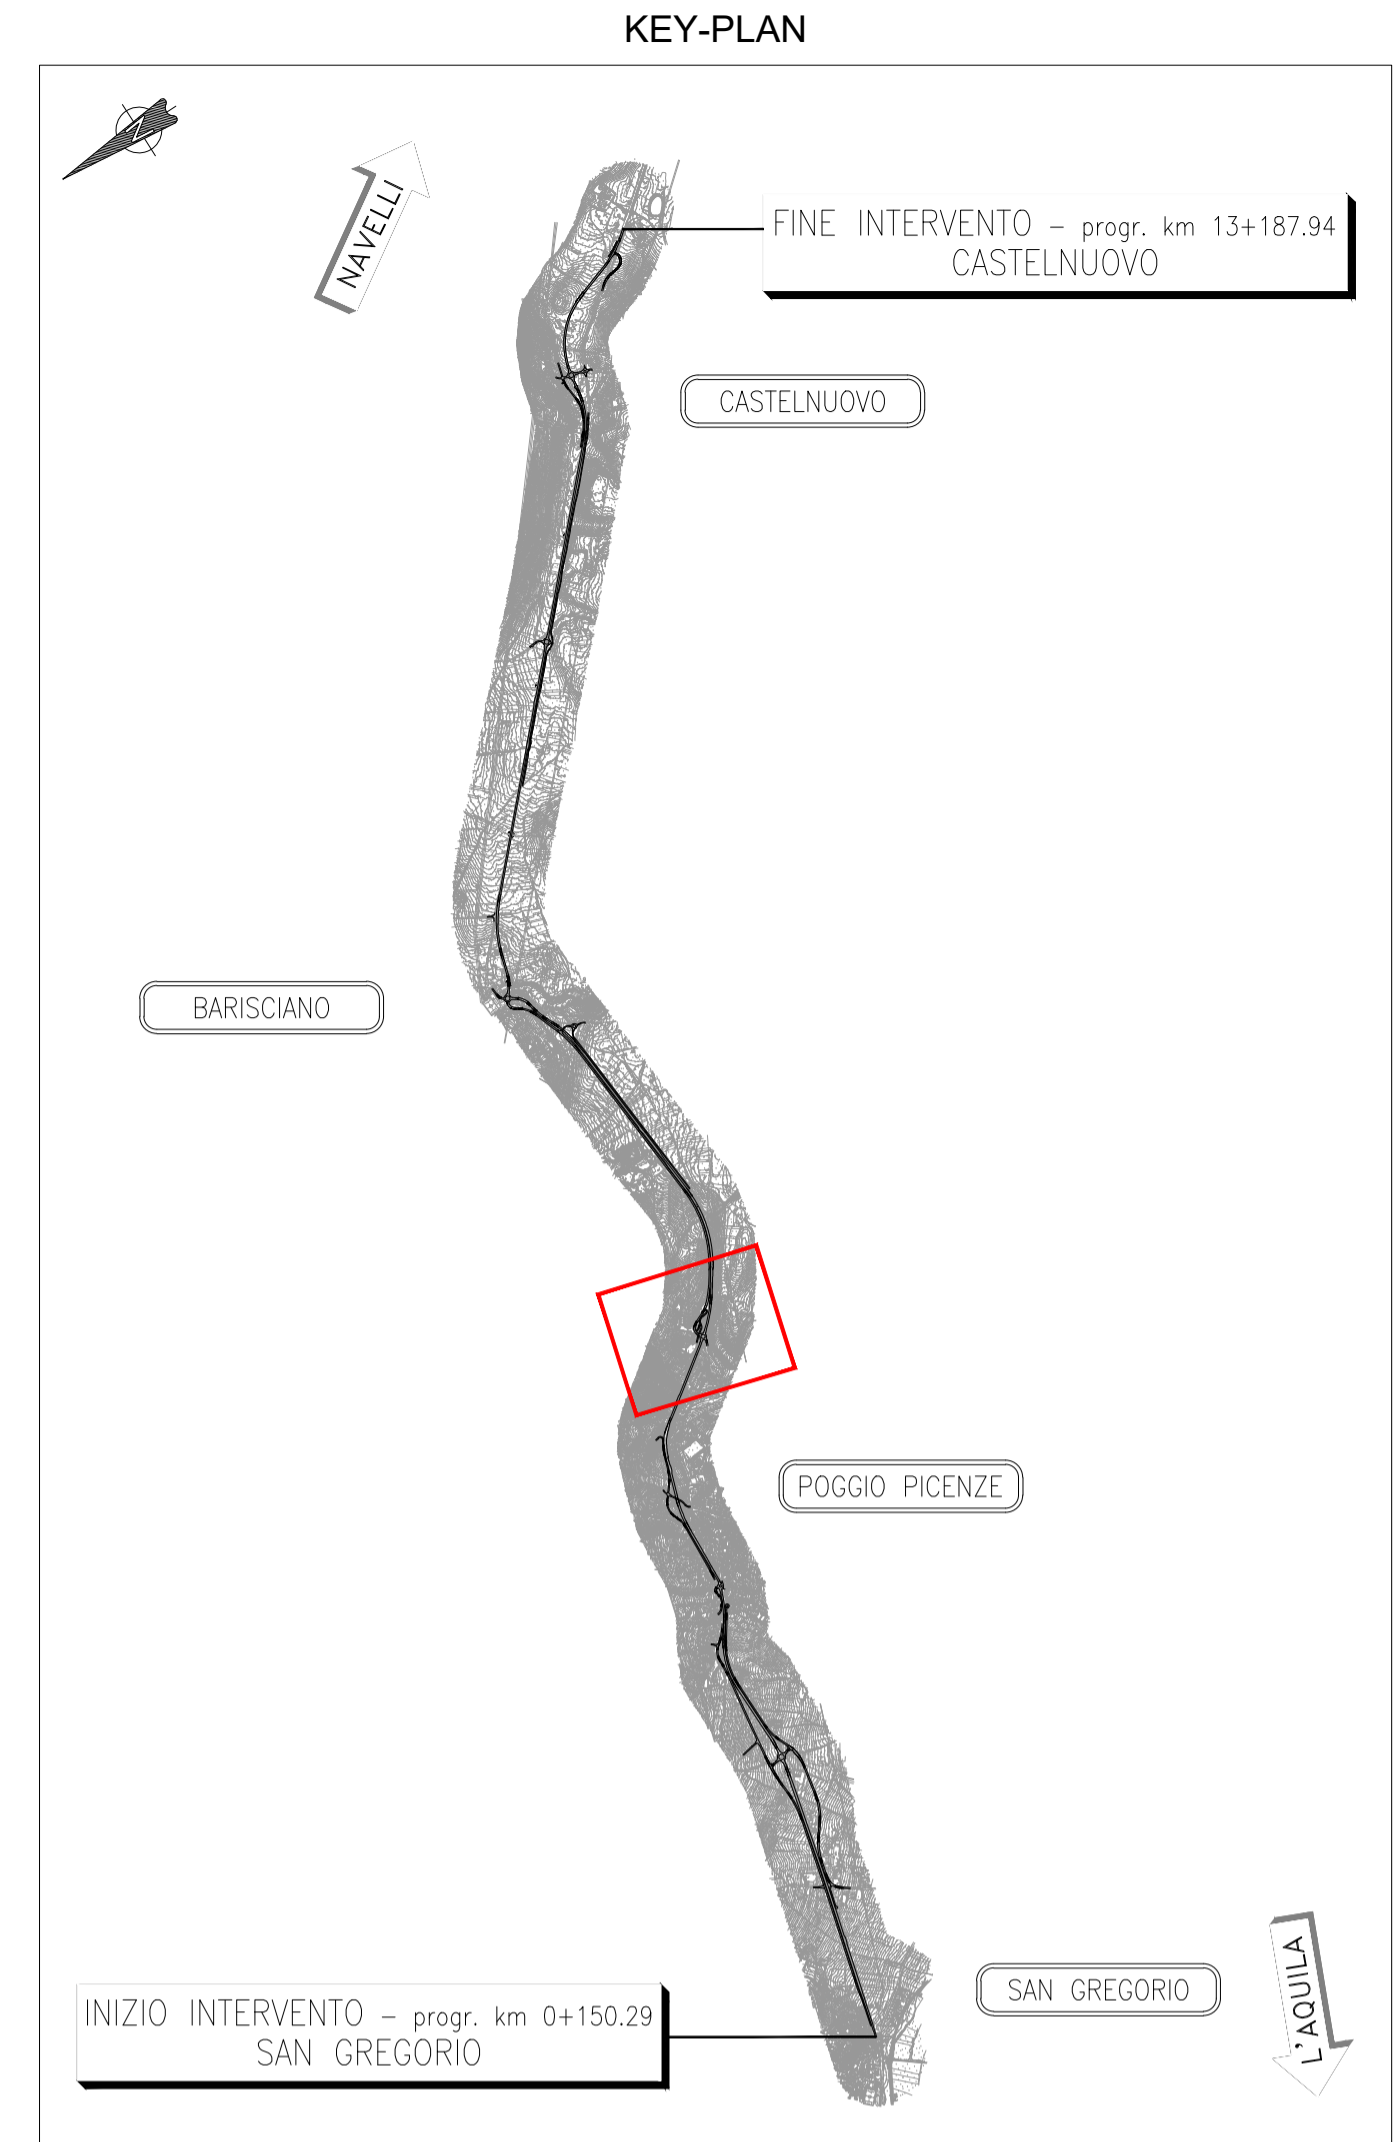 KEY-PLAN
NAVELLI
FINE INTERVENTO – progr. km 13+187.94
CASTELNUOVO
CASTELNUOVO
BARISCIANO
POGGIO PICENZE
SAN GREGORIO
L'AQUILA
INIZIO INTERVENTO – progr. km 0+150.29
SAN GREGORIO